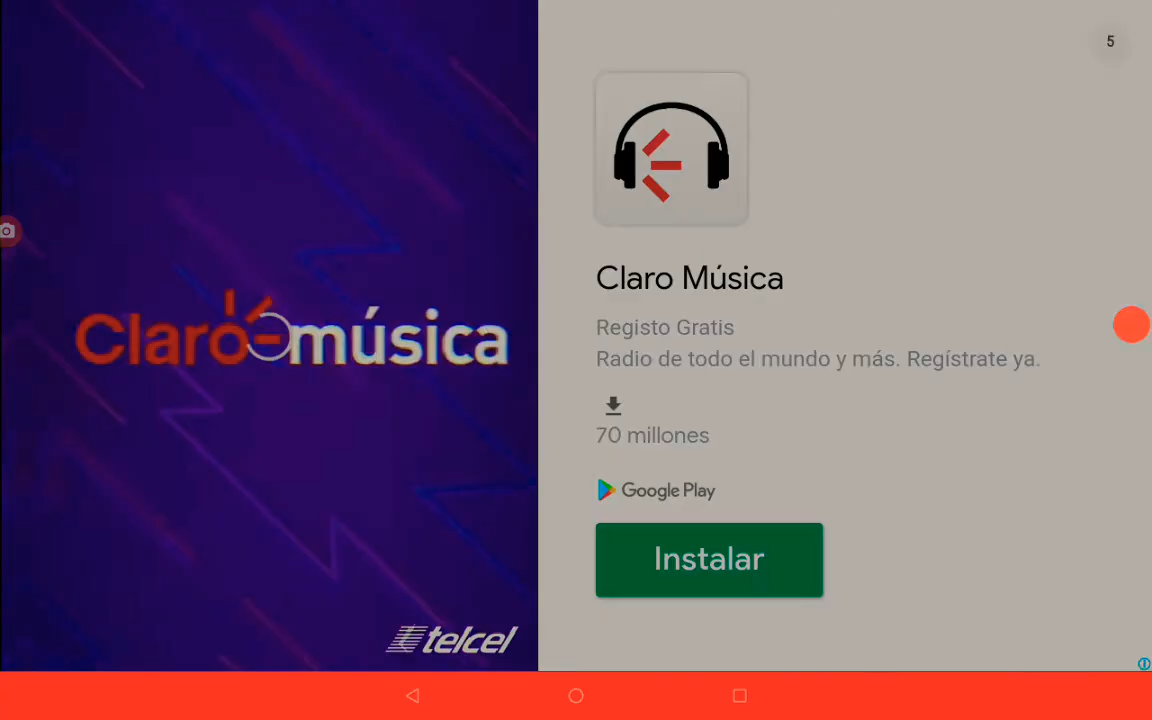 Claro música
telcel
5
Claro Música
Registo Gratis
Radio de todo el mundo y más. Regístrate ya.
70 millones
Google Play
Instalar